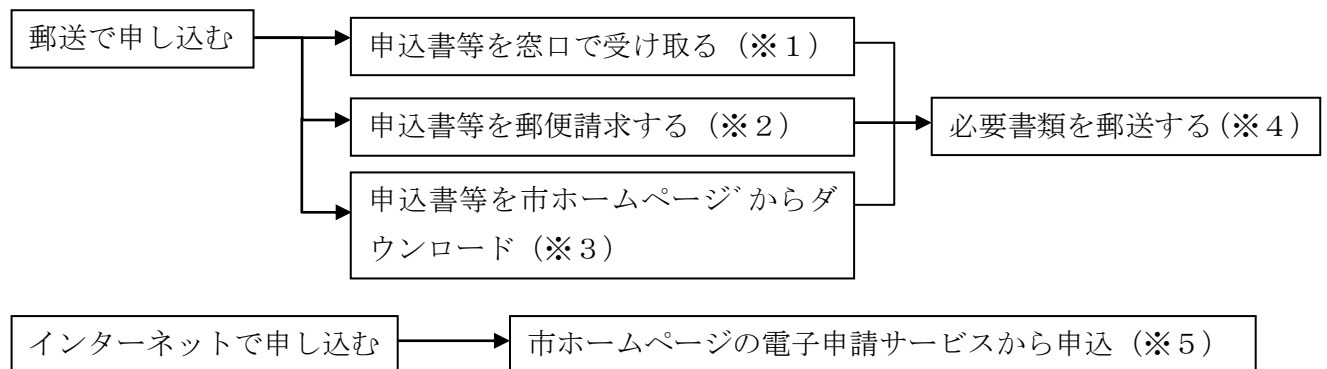 郵送で申し込む
申込書等を窓口で受け取る（※１）
申込書等を郵便請求する（※２）
申込書等を市ホームページ゛からダ
ウンロード（※３）
必要書類を郵送する（※４）
インターネットで申し込む
市ホームページの電子申請サービスから申込（※５）